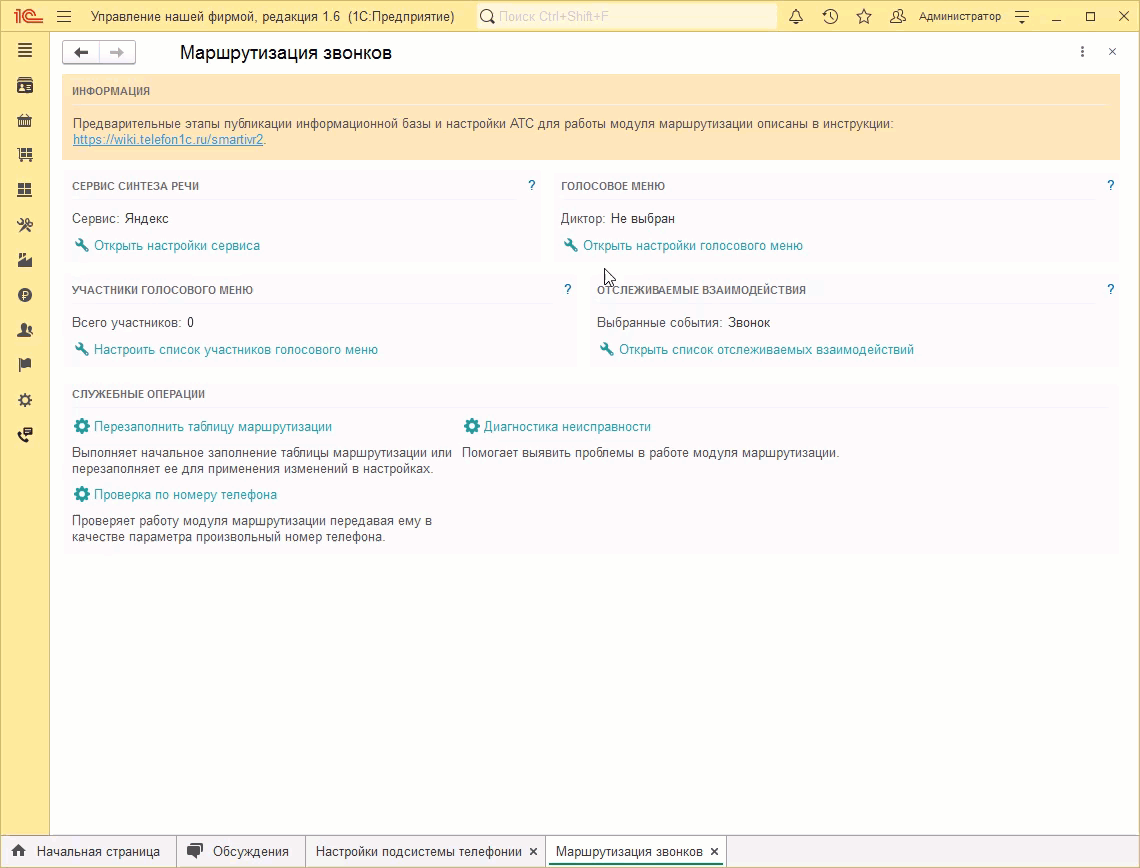 1С Управление нашей фирмой, редакция 1.6 (1С:Предприятие) Поиск Ctrl+Shift+F Администратор
Маршрутизация звонков
ИНФОРМАЦИЯ
Предварительные этапы публикации информационной базы и настройки АТС для работы модуля маршрутизации описаны в инструкции:
https://wiki.telefon1c.ru/smartivr2.
СЕРВИС СИНТЕЗА РЕЧИ ?
Сервис: Яндекс
Открыть настройки сервиса
ГОЛОСОВОЕ МЕНЮ ?
Диктор: Не выбран
Открыть настройки голосового меню
УЧАСТНИКИ ГОЛОСОВОГО МЕНЮ ?
Всего участников: 0
Настроить список участников голосового меню
ОТСЛЕЖИВАЕМЫЕ ВЗАИМОДЕЙСТВИЯ ?
Выбранные события: Звонок
Открыть список отслеживаемых взаимодействий
СЛУЖЕБНЫЕ ОПЕРАЦИИ
Перезаполнить таблицу маршрутизации
Выполняет начальное заполнение таблицы маршрутизации или
перезаполняет ее для применения изменений в настройках.
Диагностика неисправности
Помогает выявить проблемы в работе модуля маршрутизации.
Проверка по номеру телефона
Проверяет работу модуля маршрутизации передавая ему в
качестве параметра произвольный номер телефона.
Начальная страница Обсуждения Настройки подсистемы телефонии Маршрутизация звонков